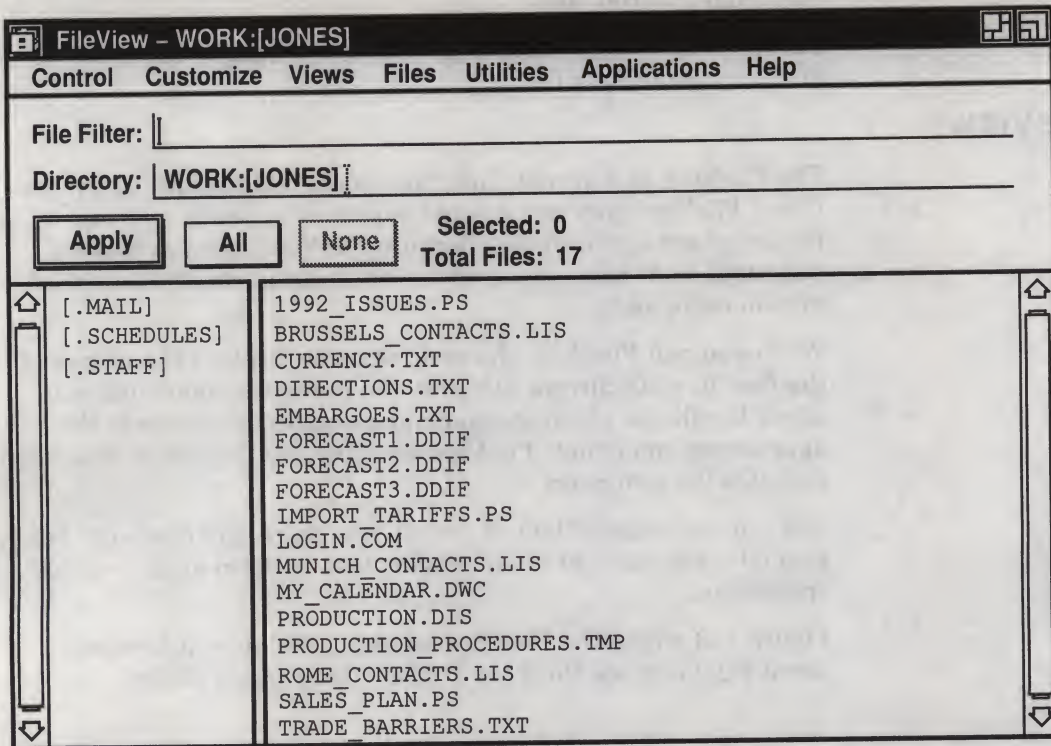 FileView – WORK:[JONES]
Control Customize Views Files Utilities Applications Help
File Filter:
Directory: WORK:[JONES]
Apply All None Selected: 0
Total Files: 17
[.MAIL]
[.SCHEDULES]
[.STAFF]
1992_ISSUES.PS
BRUSSELS_CONTACTS.LIS
CURRENCY.TXT
DIRECTIONS.TXT
EMBARGOES.TXT
FORECAST1.DDIF
FORECAST2.DDIF
FORECAST3.DDIF
IMPORT_TARIFFS.PS
LOGIN.COM
MUNICH_CONTACTS.LIS
MY_CALENDAR.DWC
PRODUCTION.DIS
PRODUCTION_PROCEDURES.TMP
ROME_CONTACTS.LIS
SALES_PLAN.PS
TRADE_BARRIERS.TXT